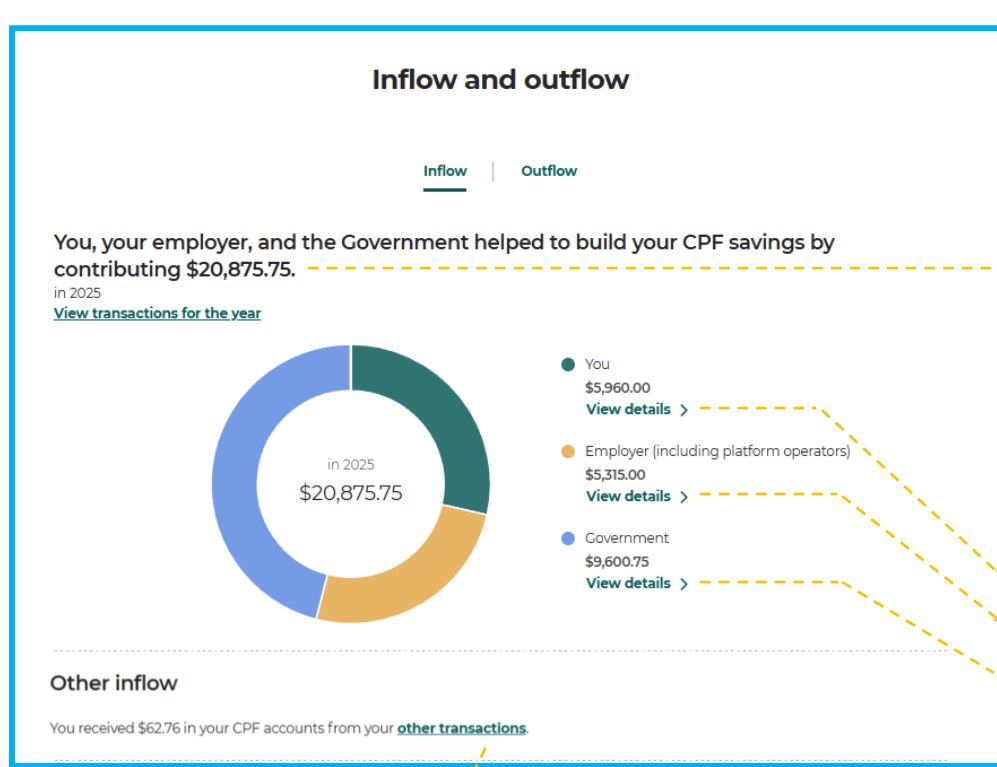 Inflow and outflow
Inflow
Outflow
You, your employer, and the Government helped to build your CPF savings by
contributing $20,875.75.
in 2025
View transactions for the year
in 2025
$20,875.75
You
$5,960.00
View details >
Employer (including platform operators)
$5,315.00
View details >
Government
$9,600.75
View details >
Other inflow
You received $62.76 in your CPF accounts from your other transactions.